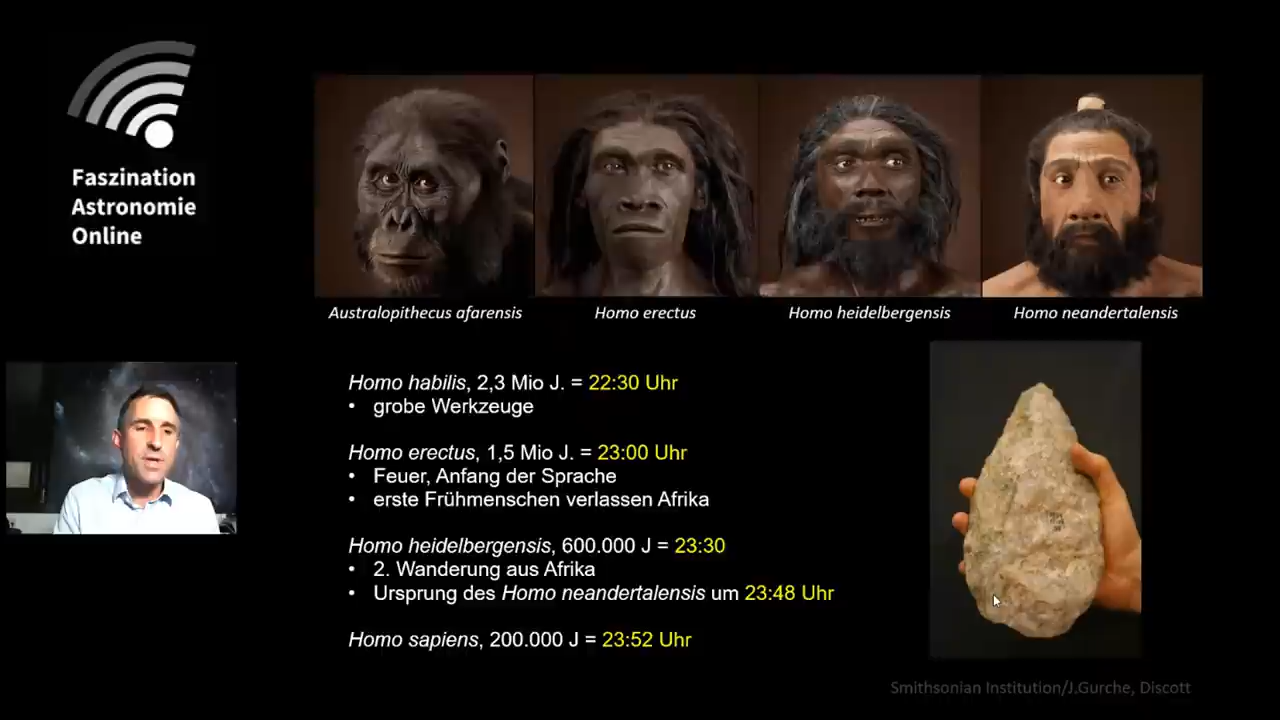 Faszination
Astronomie
Online
Australopithecus afarensis
Homo erectus
Homo heidelbergensis
Homo neandertalensis
Homo habilis, 2,3 Mio J. = 22:30 Uhr
• grobe Werkzeuge
Homo erectus, 1,5 Mio J. = 23:00 Uhr
• Feuer, Anfang der Sprache
• erste Frühmenschen verlassen Afrika
Homo heidelbergensis, 600.000 J = 23:30
• 2. Wanderung aus Afrika
• Ursprung des Homo neandertalensis um 23:48 Uhr
Homo sapiens, 200.000 J = 23:52 Uhr
Smithsonian Institution/J.Gurche, Discott